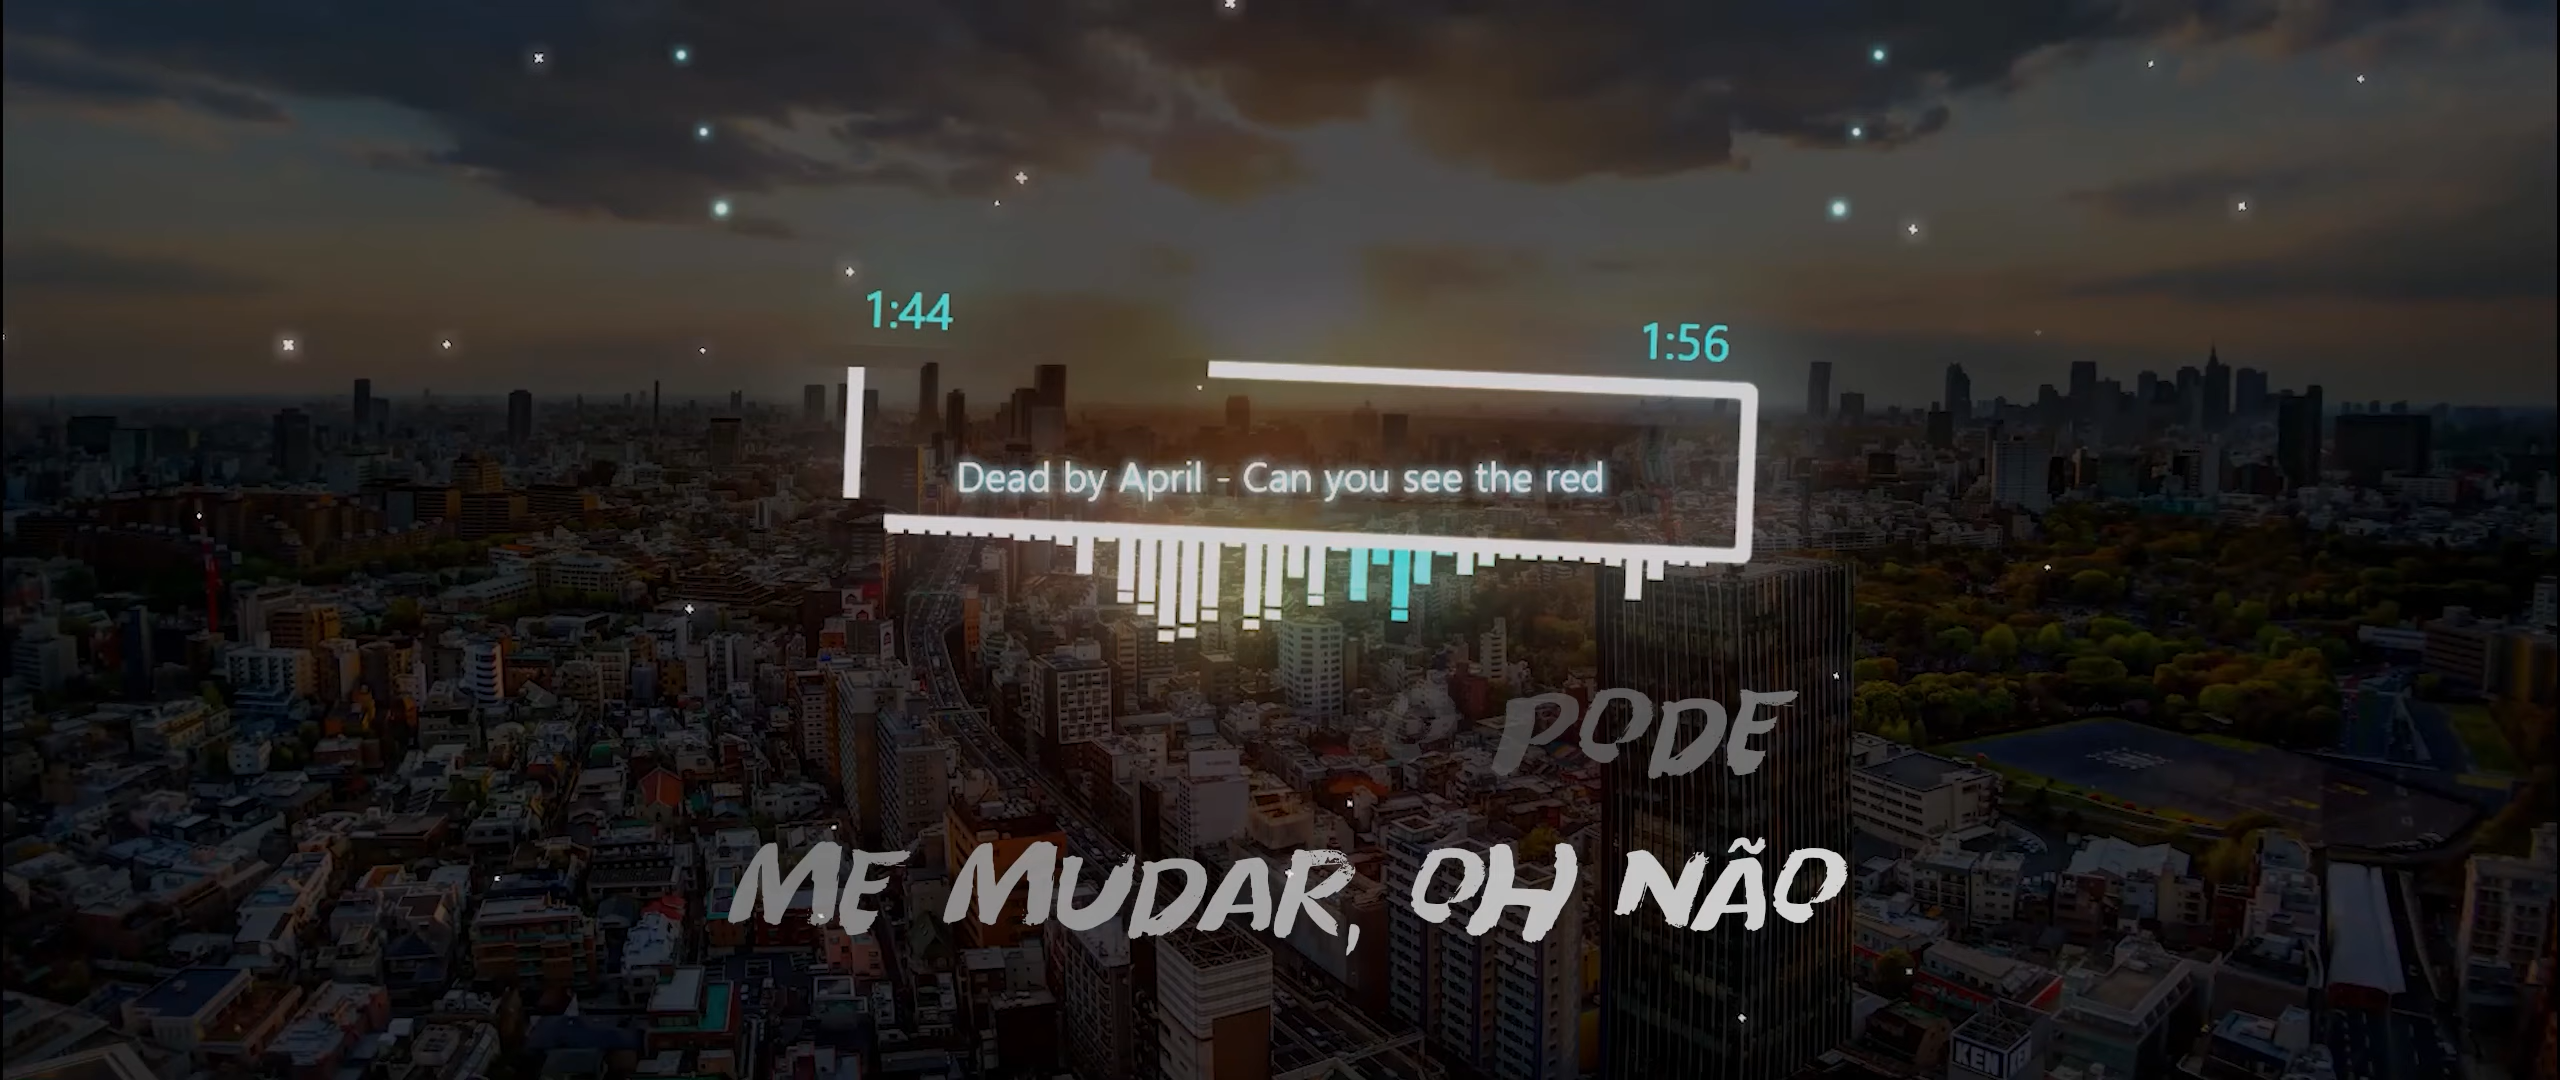 1:44
1:56
Dead by April - Can you see the red
PODE
ME MUDAR, OH NÃO